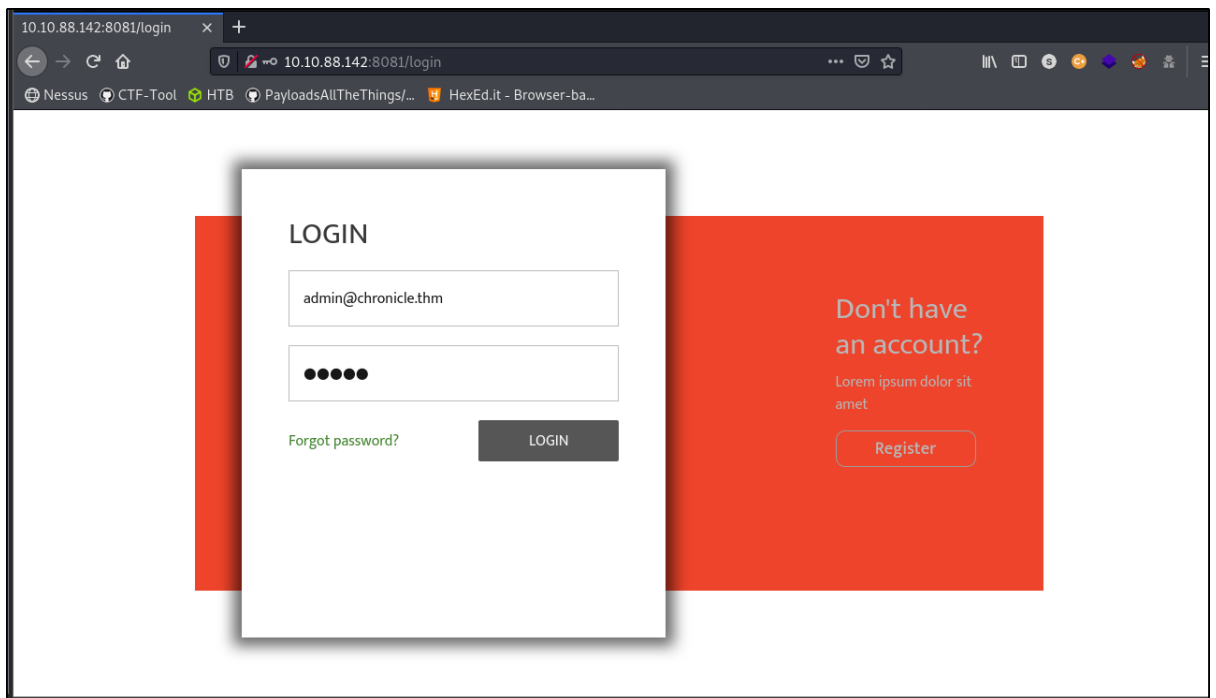 10.10.88.142:8081/login
10.10.88.142:8081/login
Nessus CTF-Tool HTB PayloadsAllTheThings/... HexEd.it - Browser-ba...
LOGIN
admin@chronicle.thm
Forgot password?
LOGIN
Don't have
an account?
Lorem ipsum dolor sit
amet
Register